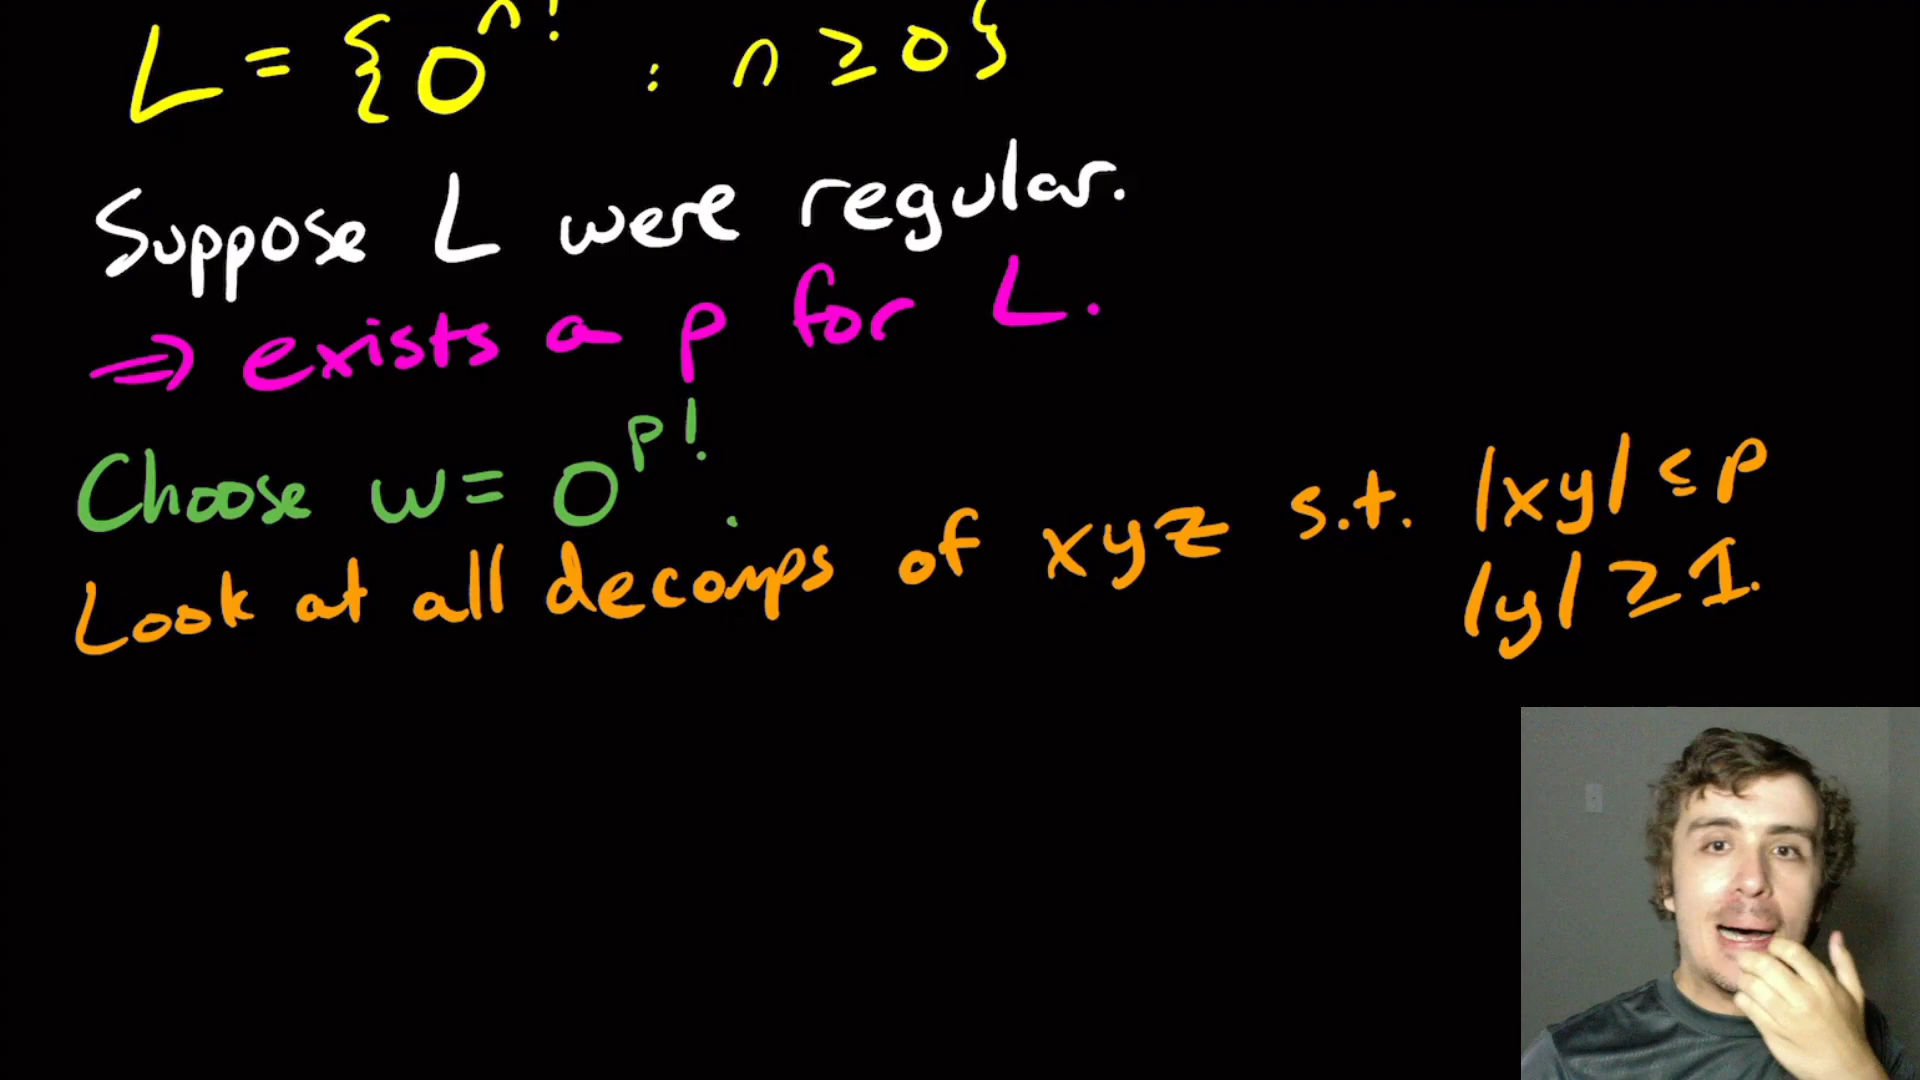 L = {0^n! : n ≥ 0}
Suppose L were regular.
⇒ exists a p for L.
Choose w = 0^p! .
Look at all decomps of xyz s.t. |xy| ≤ p
|y| ≥ 1.